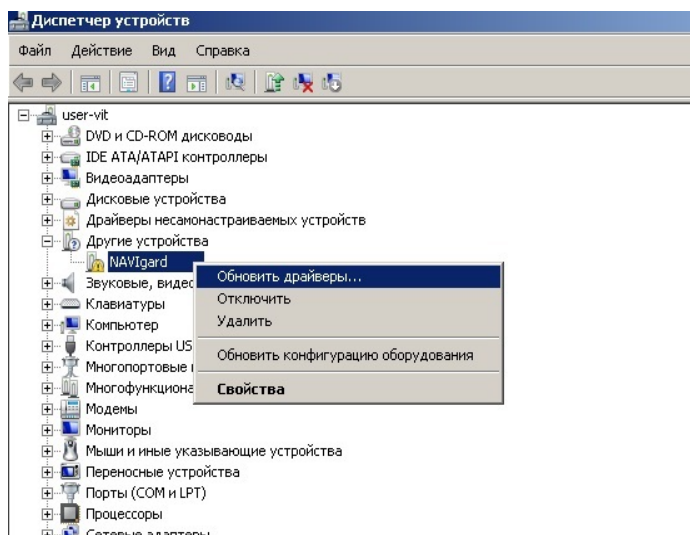 Диспетчер устройств
Файл Действие Вид Справка
user-vit
DVD и CD-ROM дисководы
IDE ATA/ATAPI контроллеры
Видеоадаптеры
Дисковые устройства
Драйверы несамонастраиваемых устройств
Другие устройства
NAVIgard
Звуковые, видео
Клавиатуры
Компьютер
Контроллеры US
Многопортовые
Многофункциона
Модемы
Мониторы
Мыши и иные указывающие устройства
Переносные устройства
Порты (COM и LPT)
Процессоры
Сетевые адаптеры
Обновить драйверы...
Отключить
Удалить
Обновить конфигурацию оборудования
Свойства